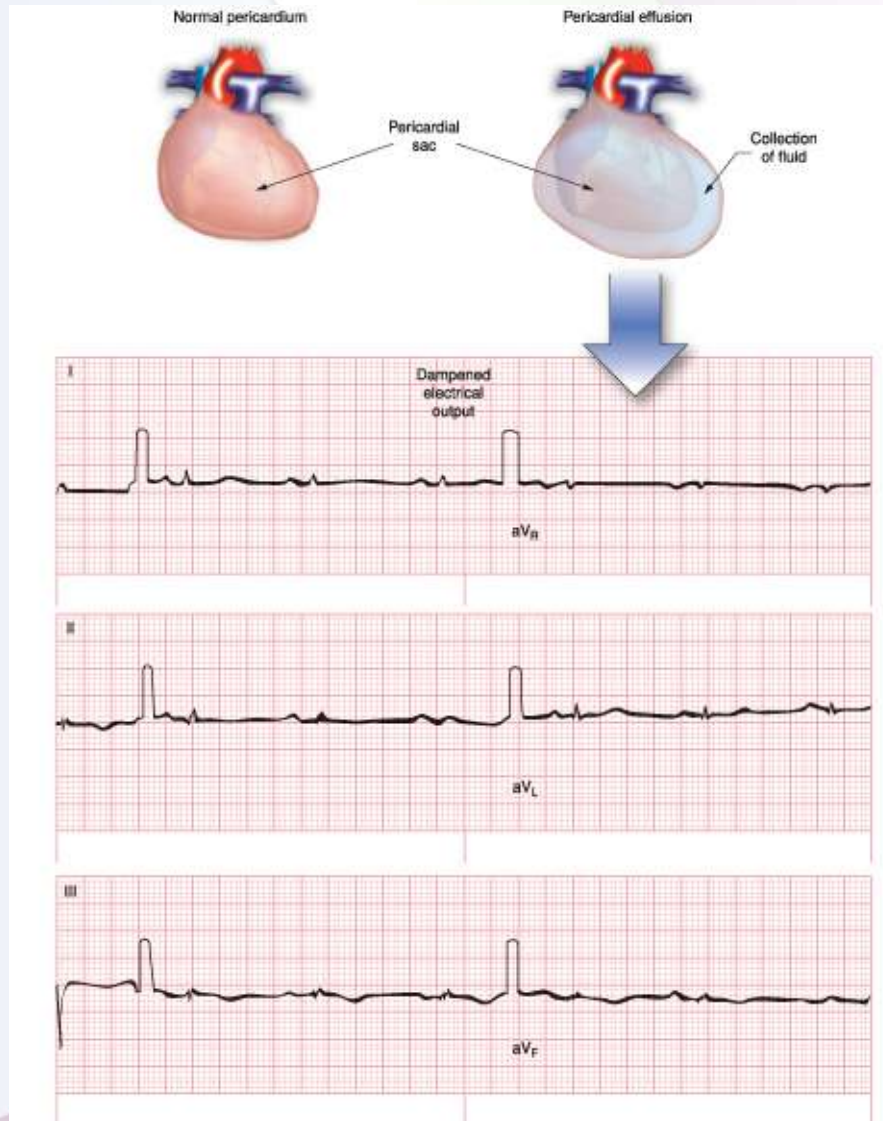 Normal pericardium
Pericardial effusion
Pericardial
sac
Collection
of fluid
I
Dampened
electrical
output
aVR
II
aVL
III
aVF